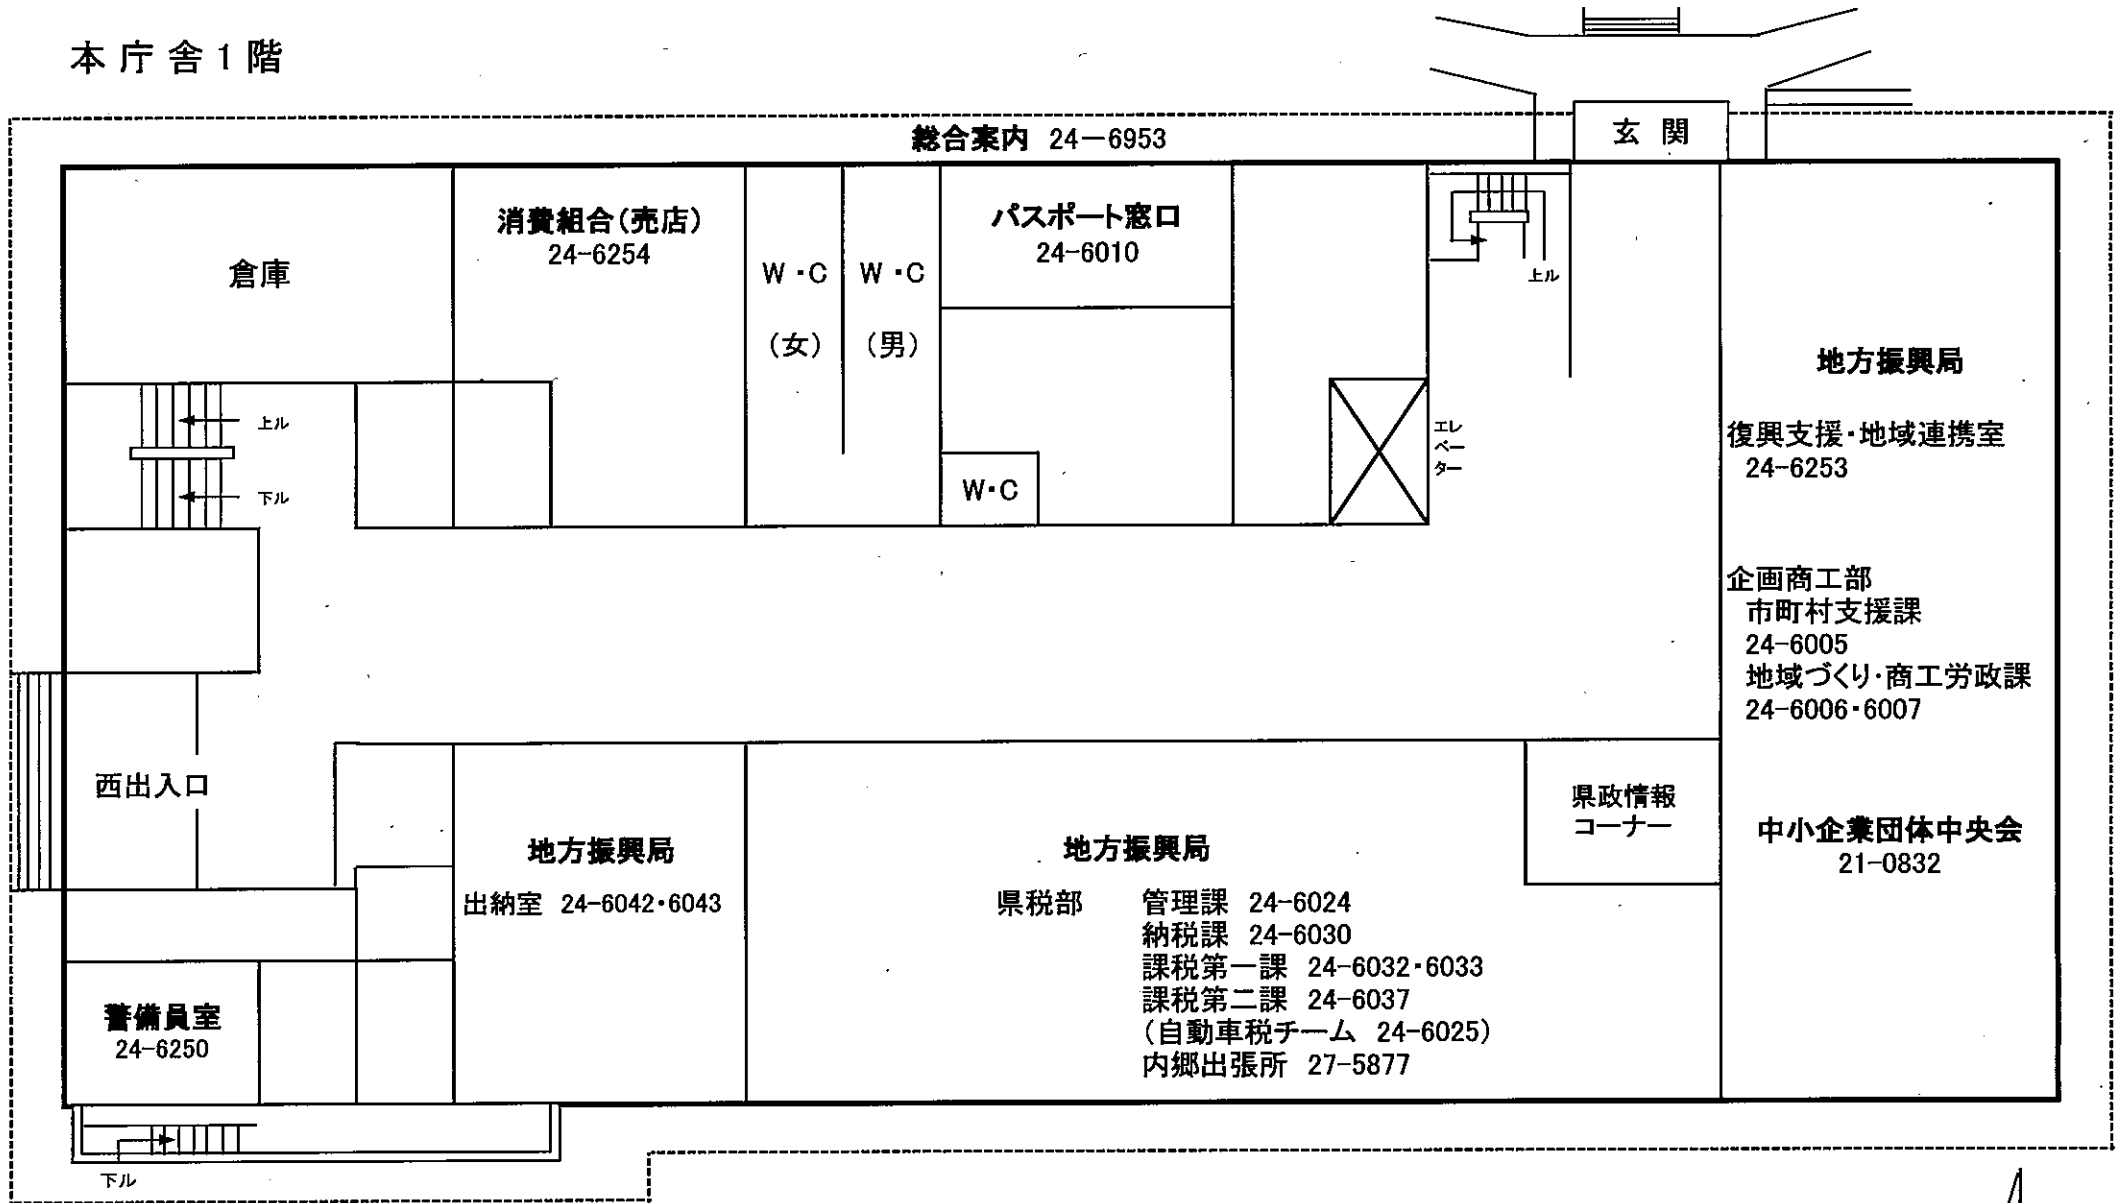 本庁舎1階
総合案内 24-6953
玄関
倉庫
消費組合(売店)
24-6254
W・C
(女)
W・C
(男)
パスポート窓口
24-6010
上ル
W・C
エレ
ベー
ター
上ル
下ル
地方振興局
復興支援・地域連携室
24-6253
企画商工部
市町村支援課
24-6005
地域づくり・商工労政課
24-6006・6007
中小企業団体中央会
21-0832
西出入口
地方振興局
出納室 24-6042・6043
地方振興局
県税部 管理課 24-6024
納税課 24-6030
課税第一課 24-6032・6033
課税第二課 24-6037
(自動車税チーム 24-6025)
内郷出張所 27-5877
県政情報
コーナー
警備員室
24-6250
下ル